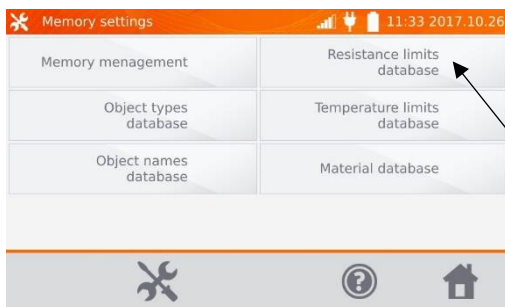 Memory settings
11:33 2017.10.26
Memory menagement
Resistance limits
database
Object types
database
Temperature limits
database
Object names
database
Material database
?